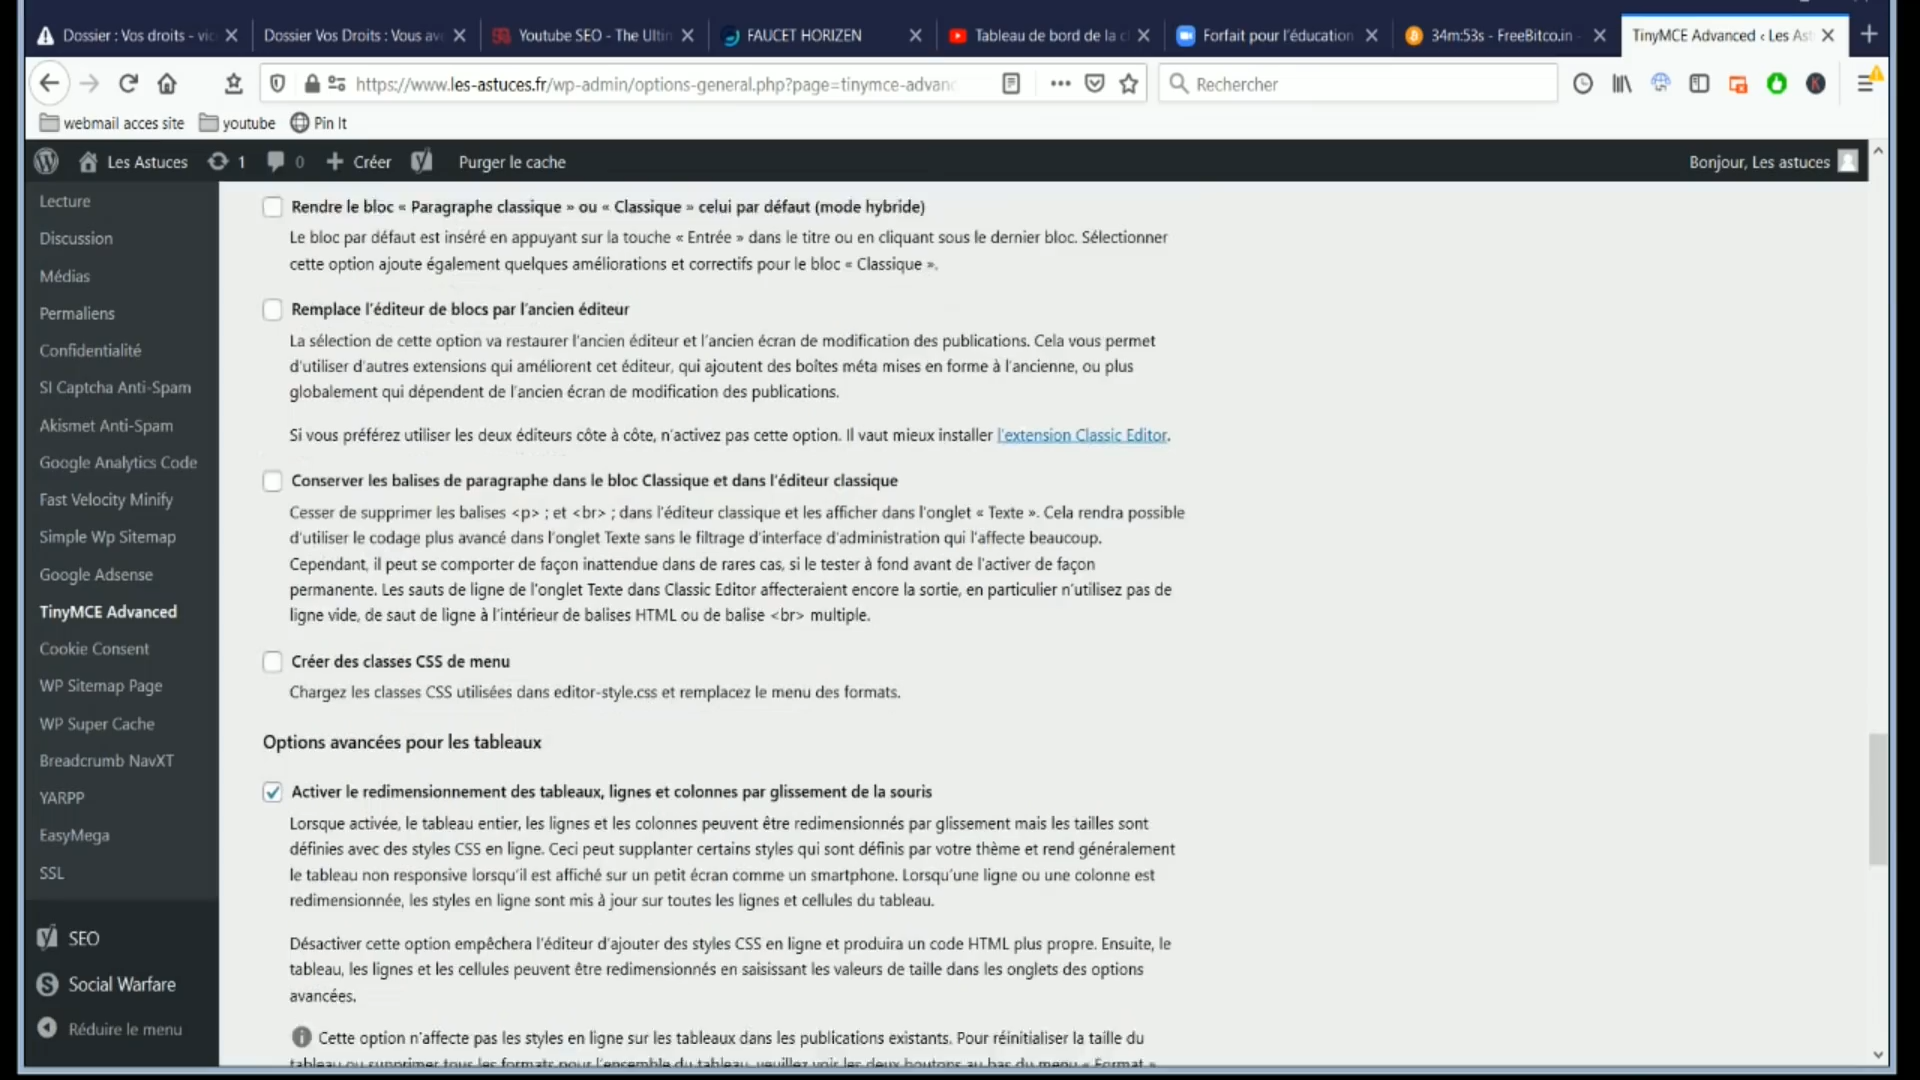 Dossier : Vos droits - vic
Dossier Vos Droits : Vous av
Youtube SEO - The Ultin
FAUCET HORIZEN
Tableau de bord de la c
Forfait pour l'éducation
34m:53s - FreeBitco.in -
TinyMCE Advanced ‹ Les Ast
https://www.les-astuces.fr/wp-admin/options-general.php?page=tinymce-advanc
Rechercher
webmail acces site
youtube
Pin It
Les Astuces
1
0
Créer
Purger le cache
Bonjour, Les astuces
Lecture
Discussion
Médias
Permaliens
Confidentialité
SI Captcha Anti-Spam
Akismet Anti-Spam
Google Analytics Code
Fast Velocity Minify
Simple Wp Sitemap
Google Adsense
TinyMCE Advanced
Cookie Consent
WP Sitemap Page
WP Super Cache
Breadcrumb NavXT
YARPP
EasyMega
SSL
SEO
Social Warfare
Réduire le menu
Rendre le bloc « Paragraphe classique » ou « Classique » celui par défaut (mode hybride)
Le bloc par défaut est inséré en appuyant sur la touche « Entrée » dans le titre ou en cliquant sous le dernier bloc. Sélectionner
cette option ajoute également quelques améliorations et correctifs pour le bloc « Classique ».
Remplace l'éditeur de blocs par l'ancien éditeur
La sélection de cette option va restaurer l'ancien éditeur et l'ancien écran de modification des publications. Cela vous permet
d'utiliser d'autres extensions qui améliorent cet éditeur, qui ajoutent des boîtes méta mises en forme à l'ancienne, ou plus
globalement qui dépendent de l'ancien écran de modification des publications.
Si vous préférez utiliser les deux éditeurs côte à côte, n'activez pas cette option. Il vaut mieux installer l'extension Classic Editor.
Conserver les balises de paragraphe dans le bloc Classique et dans l'éditeur classique
Cesser de supprimer les balises <p> ; et <br> ; dans l'éditeur classique et les afficher dans l'onglet « Texte ». Cela rendra possible
d'utiliser le codage plus avancé dans l'onglet Texte sans le filtrage d'interface d'administration qui l'affecte beaucoup.
Cependant, il peut se comporter de façon inattendue dans de rares cas, si le tester à fond avant de l'activer de façon
permanente. Les sauts de ligne de l'onglet Texte dans Classic Editor affecteraient encore la sortie, en particulier n'utilisez pas de
ligne vide, de saut de ligne à l'intérieur de balises HTML ou de balise <br> multiple.
Créer des classes CSS de menu
Chargez les classes CSS utilisées dans editor-style.css et remplacez le menu des formats.
Options avancées pour les tableaux
Activer le redimensionnement des tableaux, lignes et colonnes par glissement de la souris
Lorsque activée, le tableau entier, les lignes et les colonnes peuvent être redimensionnés par glissement mais les tailles sont
définies avec des styles CSS en ligne. Ceci peut supplanter certains styles qui sont définis par votre thème et rend généralement
le tableau non responsive lorsqu'il est affiché sur un petit écran comme un smartphone. Lorsqu'une ligne ou une colonne est
redimensionnée, les styles en ligne sont mis à jour sur toutes les lignes et cellules du tableau.
Désactiver cette option empêchera l'éditeur d'ajouter des styles CSS en ligne et produira un code HTML plus propre. Ensuite, le
tableau, les lignes et les cellules peuvent être redimensionnés en saisissant les valeurs de taille dans les onglets des options
avancées.
Cette option n'affecte pas les styles en ligne sur les tableaux dans les publications existants. Pour réinitialiser la taille du
tableau ou supprimer tous les formats pour l'ensemble du tableau, veuillez voir les deux boutons au bas du menu « Format ».